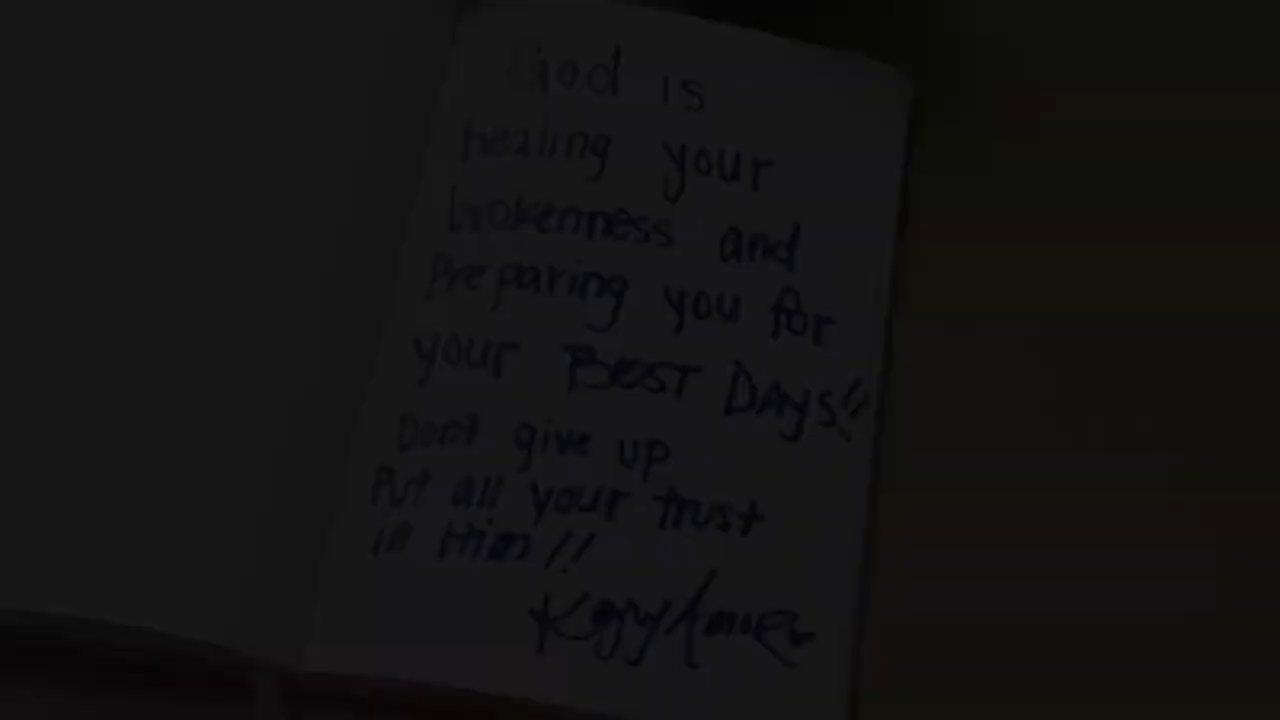 God is
healing your
brokenness and
Preparing you for
your BEST DAYS!!
Dont give up
Put all your trust
in Him!!